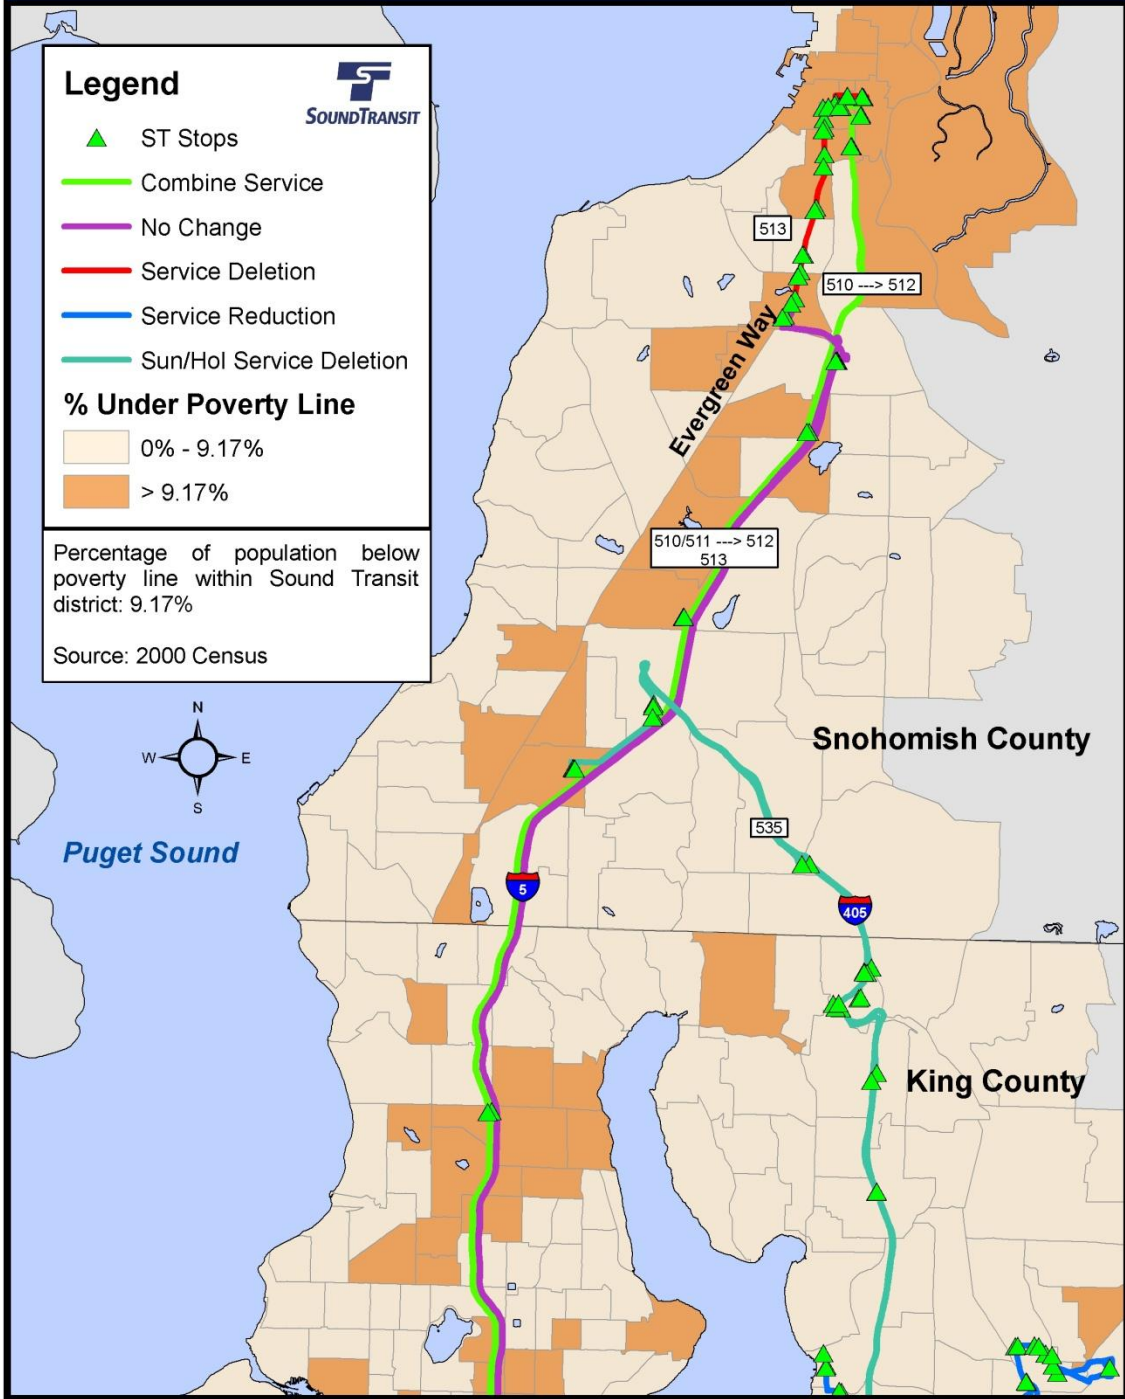 Legend
SOUNDTRANSIT
ST Stops
Combine Service
No Change
Service Deletion
Service Reduction
Sun/Hol Service Deletion
% Under Poverty Line
0% - 9.17%
> 9.17%
Percentage of population below
poverty line within Sound Transit
district: 9.17%
Source: 2000 Census
513
510 ---> 512
Evergreen Way
510/511 ---> 512
513
N
W
E
S
Snohomish County
Puget Sound
535
5
405
King County